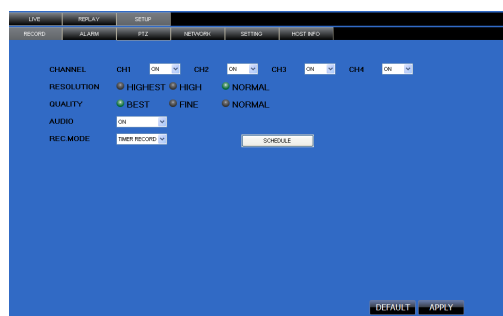 LIVE REPLAY SETUP
RECORD ALARM PTZ NETWORK SETTING HOST INFO
CHANNEL CH1 ON CH2 ON CH3 ON CH4 ON
RESOLUTION HIGHEST HIGH NORMAL
QUALITY BEST FINE NORMAL
AUDIO ON
REC.MODE TIMER RECORD SCHEDULE
DEFAULT APPLY